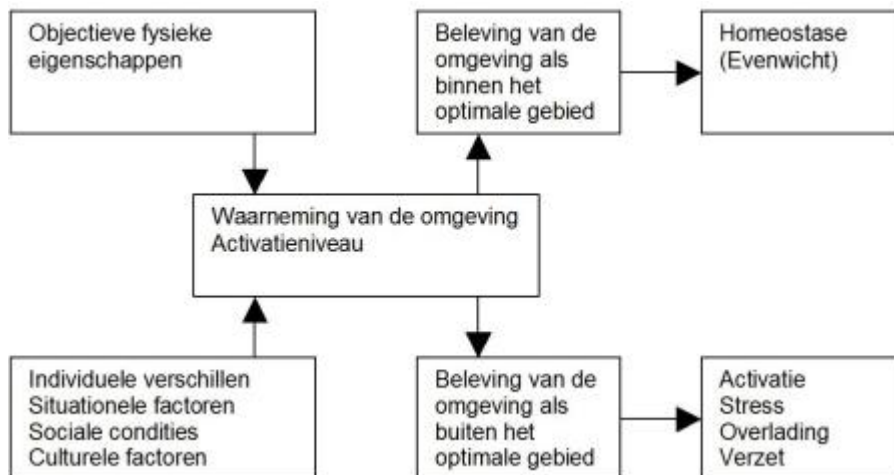 Objectieve fysieke
eigenschappen
Beleving van de
omgeving als
binnen het
optimale gebied
Homeostase
(Evenwicht)
Waarneming van de omgeving
Activatieniveau
Individuele verschillen
Situationele factoren
Sociale condities
Culturele factoren
Beleving van de
omgeving als
buiten het
optimale gebied
Activatie
Stress
Overlading
Verzet